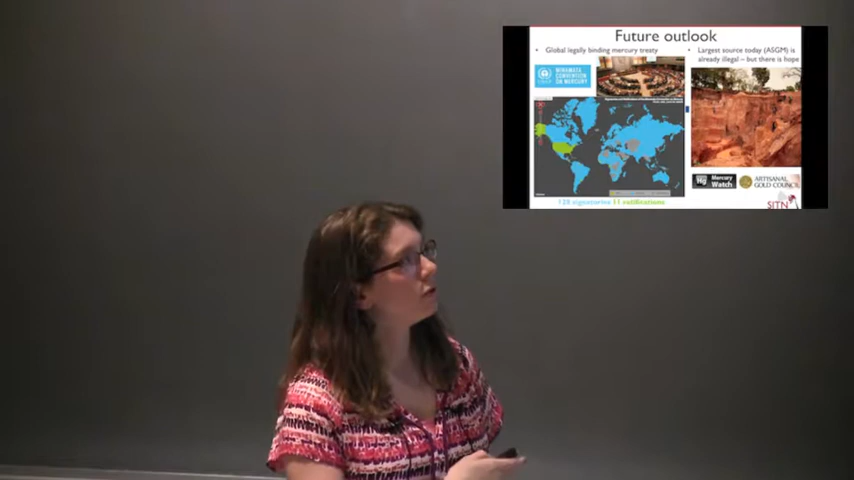 Future outlook
• Global legally binding mercury treaty
MINAMATA
CONVENTION
ON MERCURY
128 signatories 11 ratifications
• Largest source today (ASGM) is
already illegal – but there is hope
Hg Mercury
Watch
ARTISANAL
GOLD COUNCIL
SITN